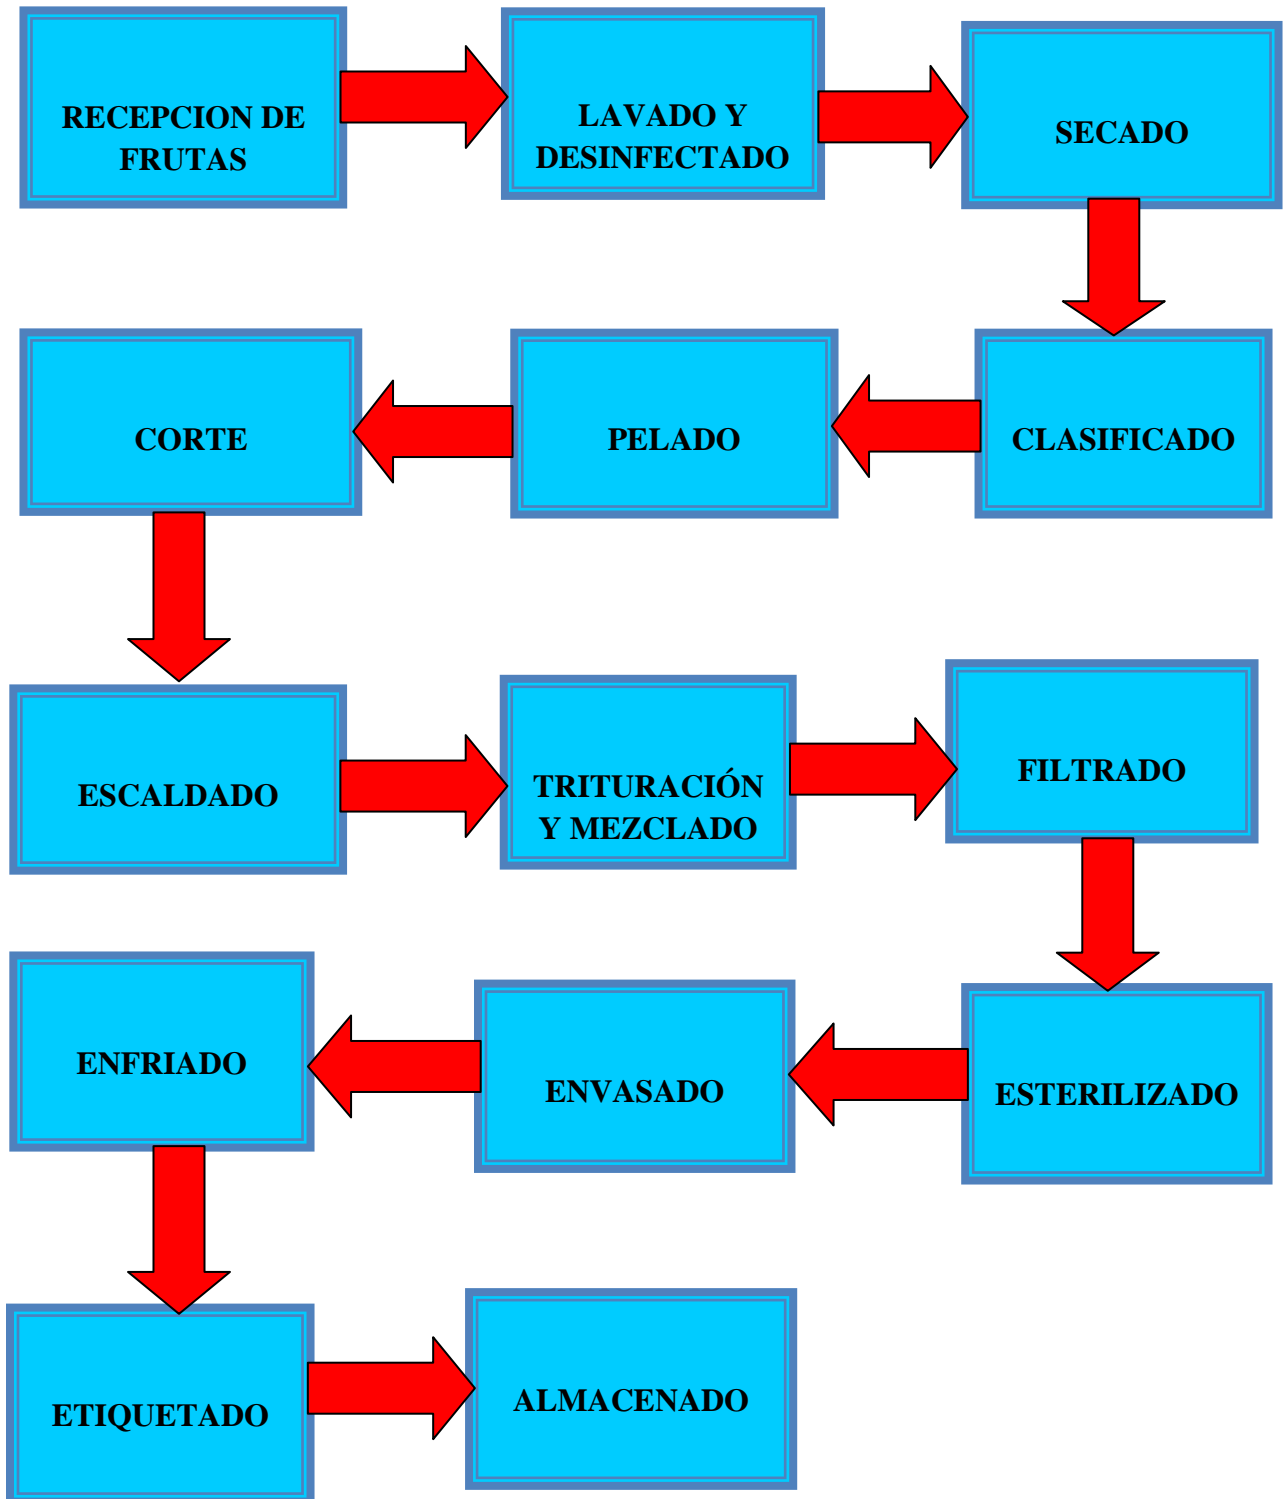 RECEPCION DE
FRUTAS
LAVADO Y
DESINFECTADO
SECADO
CLASIFICADO
PELADO
CORTE
ESCALDADO
TRITURACIÓN
Y MEZCLADO
FILTRADO
ESTERILIZADO
ENVASADO
ENFRIADO
ETIQUETADO
ALMACENADO